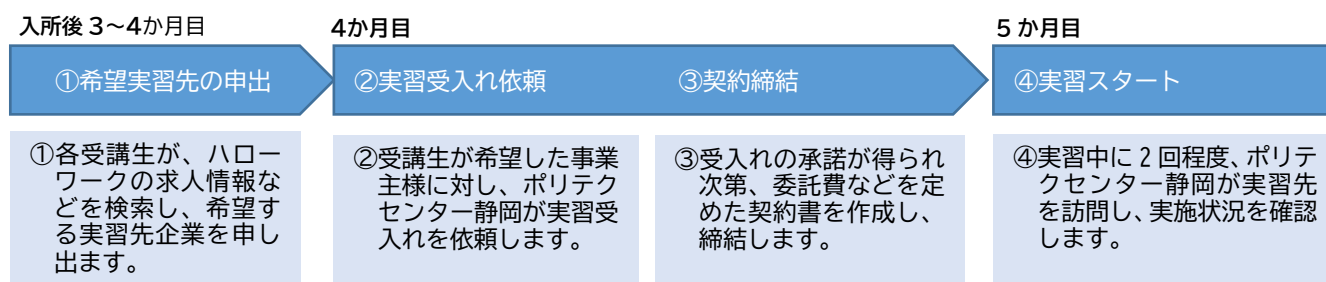 入所後 3～4か月目
4か月目
5 か月目
①希望実習先の申出
②実習受入れ依頼
③契約締結
④実習スタート
①各受講生が、ハロー
ワークの求人情報な
どを検索し、希望す
る実習先企業を申し
出ます。
②受講生が希望した事業
主様に対し、ポリテク
センター静岡が実習受
入れを依頼します。
③受入れの承諾が得られ
次第、委託費などを定
めた契約書を作成し、
締結します。
④実習中に 2 回程度、ポリテ
クセンター静岡が実習先
を訪問し、実施状況を確認
します。